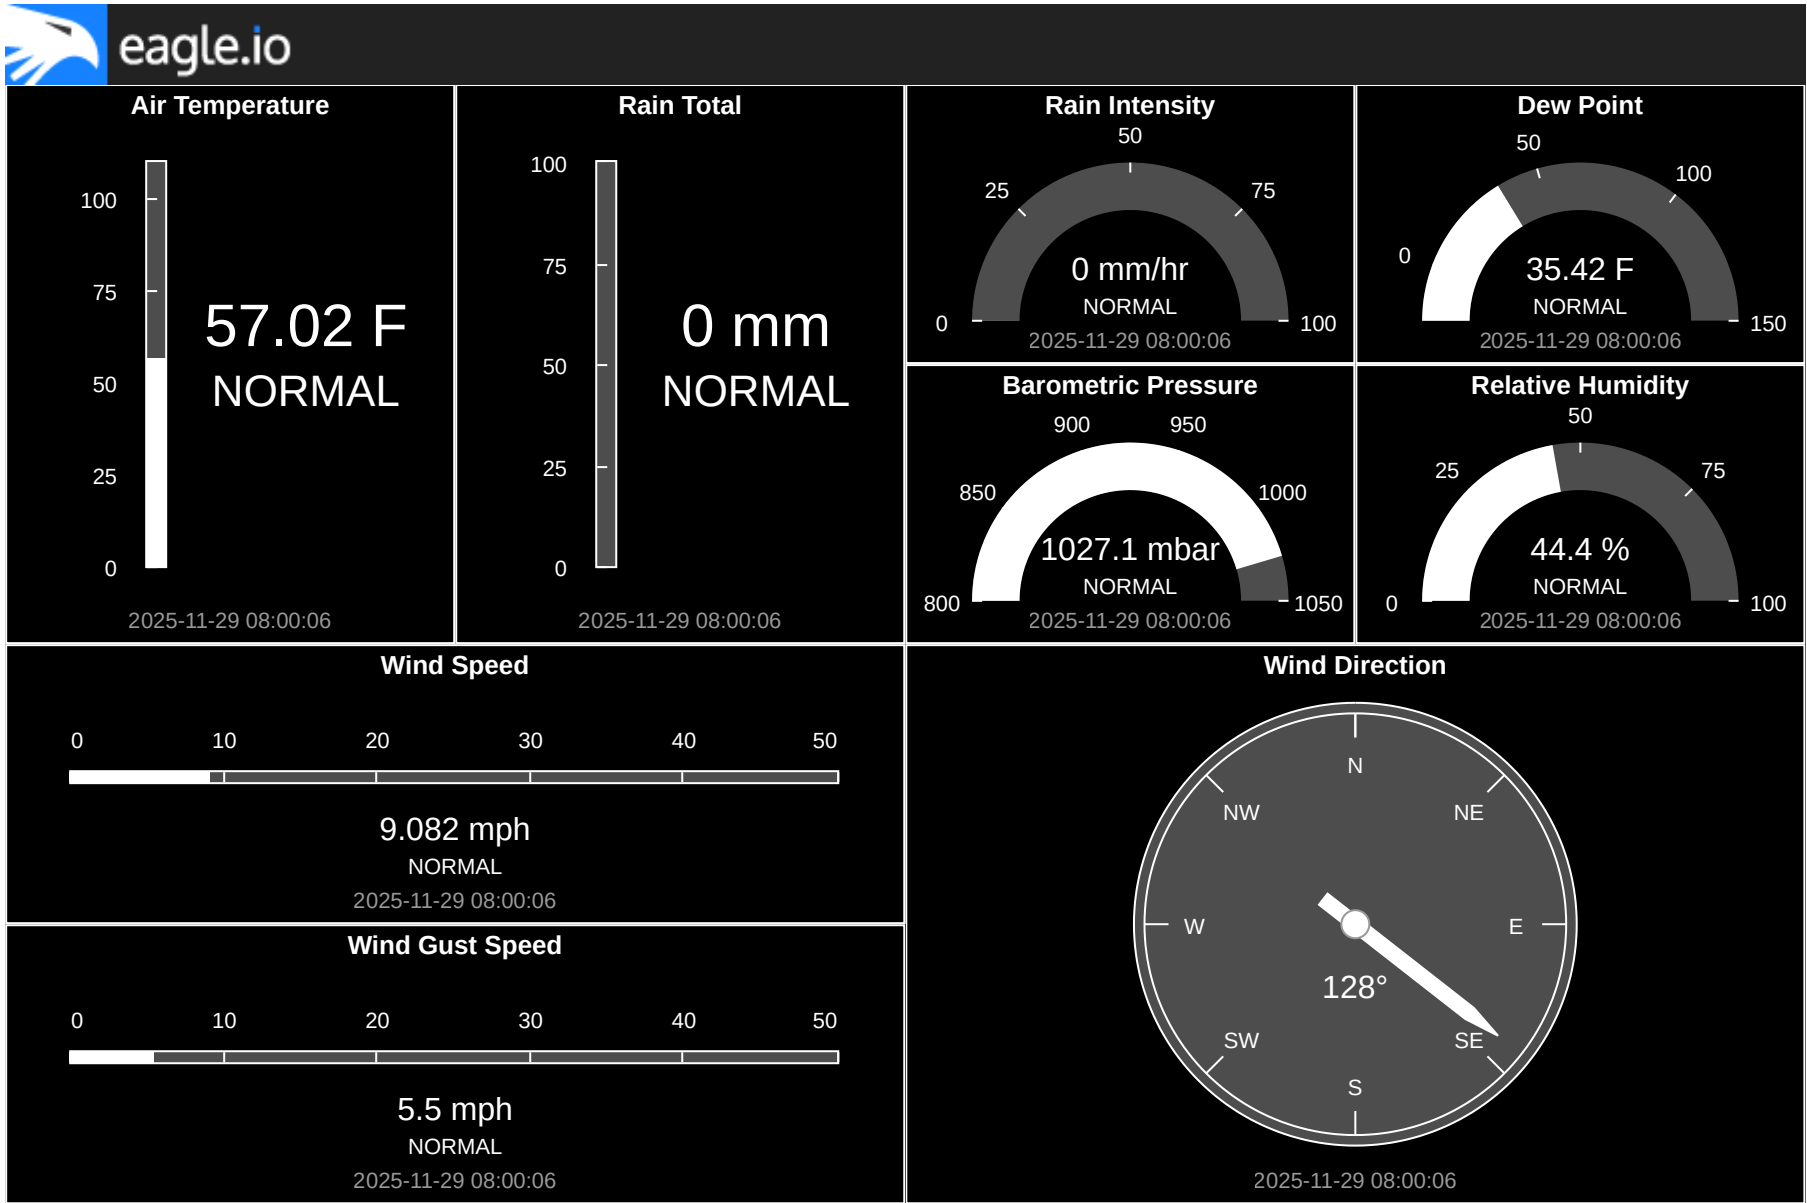 eagle.io
Air Temperature
100
75
50
25
0
57.02 F
NORMAL
2025-11-29 08:00:06
Rain Total
100
75
50
25
0
0 mm
NORMAL
2025-11-29 08:00:06
Rain Intensity
50
25
75
0
100
0 mm/hr
NORMAL
2025-11-29 08:00:06
Dew Point
50
100
0
150
35.42 F
NORMAL
2025-11-29 08:00:06
Barometric Pressure
900
950
850
1000
800
1050
1027.1 mbar
NORMAL
2025-11-29 08:00:06
Relative Humidity
50
25
75
0
100
44.4 %
NORMAL
2025-11-29 08:00:06
Wind Speed
0 10 20 30 40 50
9.082 mph
NORMAL
2025-11-29 08:00:06
Wind Gust Speed
0 10 20 30 40 50
5.5 mph
NORMAL
2025-11-29 08:00:06
Wind Direction
N
NW NE
W E
128°
SW SE
S
2025-11-29 08:00:06